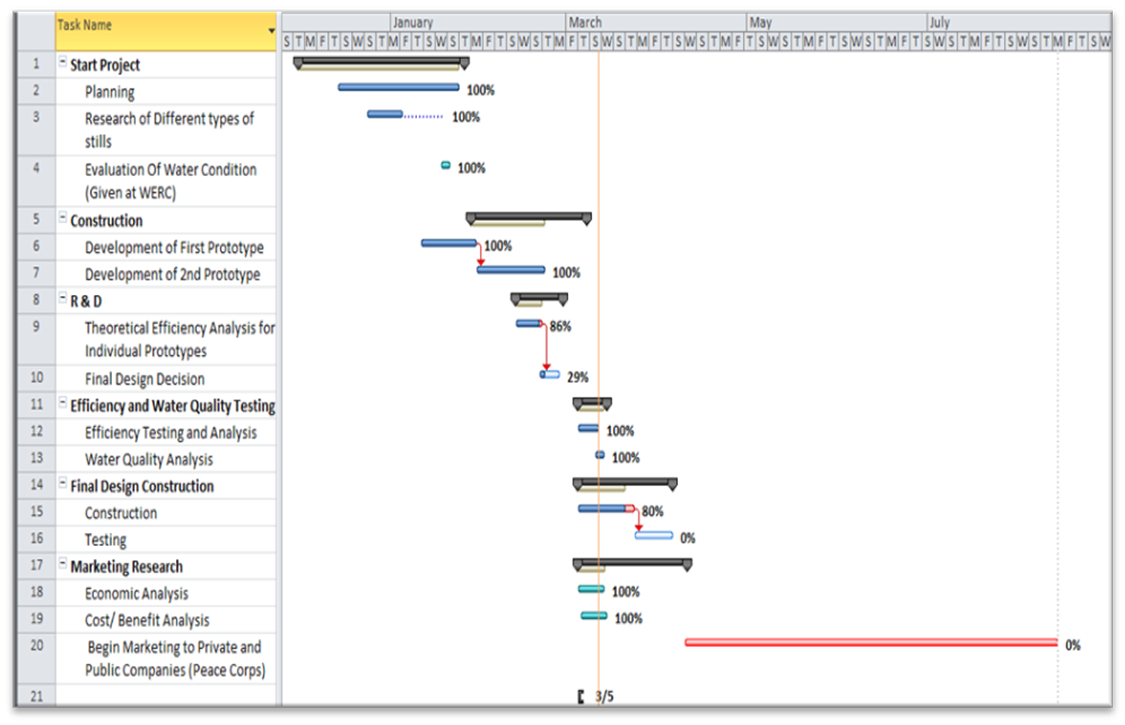 Task Name
January March May July
S T M F T S W S T M F T S W S T M F T S W S T M F T S W S T M F T S W S T M F T S W S T M F T S W S T M F T S W S T M F T S W S T M F T S W
1 Start Project
2 Planning 100%
3 Research of Different types of 100%
stills
4 Evaluation Of Water Condition 100%
(Given at WERC)
5 Construction
6 Development of First Prototype 100%
7 Development of 2nd Prototype 100%
8 R & D
9 Theoretical Efficiency Analysis for 86%
Individual Prototypes
10 Final Design Decision 29%
11 Efficiency and Water Quality Testing
12 Efficiency Testing and Analysis 100%
13 Water Quality Analysis 100%
14 Final Design Construction
15 Construction 80%
16 Testing 0%
17 Marketing Research
18 Economic Analysis 100%
19 Cost/ Benefit Analysis 100%
20 Begin Marketing to Private and 0%
Public Companies (Peace Corps)
21 3/5